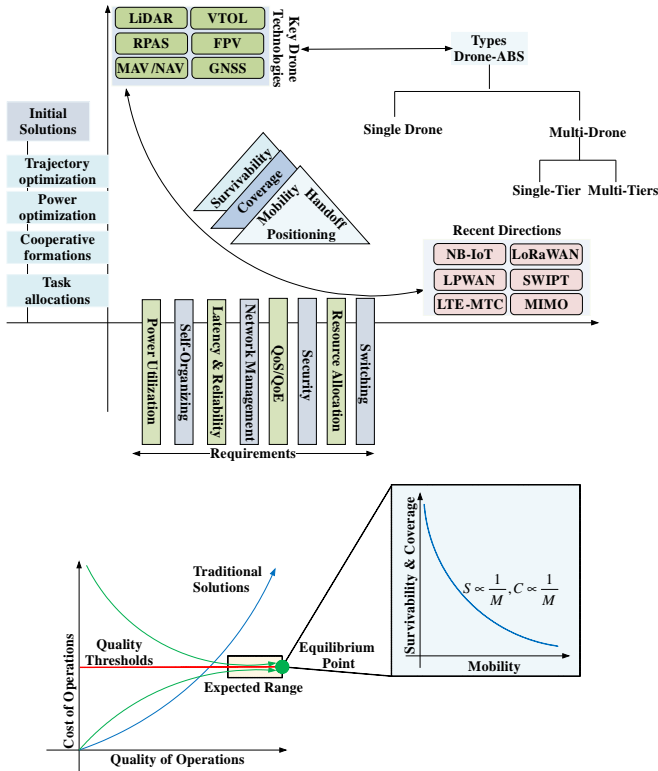 LiDAR
VTOL
RPAS
FPV
MAV/NAV
GNSS
Key Drone
Technologies
Types
Drone-ABS
Single Drone
Multi-Drone
Single-Tier
Multi-Tiers
Initial
Solutions
Trajectory
optimization
Power
optimization
Cooperative
formations
Task
allocations
Survivability
Coverage
Mobility
Handoff
Positioning
Recent Directions
NB-IoT
LoRaWAN
LPWAN
SWIPT
LTE-MTC
MIMO
Power Utilization
Self-Organizing
Latency & Reliability
Network Management
QoS/QoE
Security
Resource Allocation
Switching
Requirements
Survivability & Coverage
S ∝ 1/M, C ∝ 1/M
Mobility
Cost of Operations
Traditional
Solutions
Quality
Thresholds
Equilibrium
Point
Expected Range
Quality of Operations